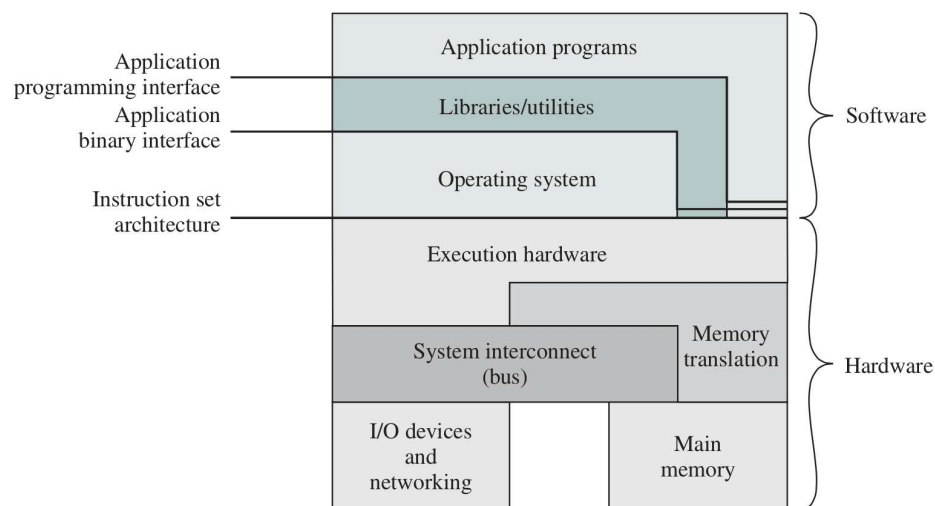 Application programs
Application
programming interface
Libraries/utilities
Application
binary interface
Software
Operating system
Instruction set
architecture
Execution hardware
Memory
translation
System interconnect
(bus)
Hardware
I/O devices
and
networking
Main
memory